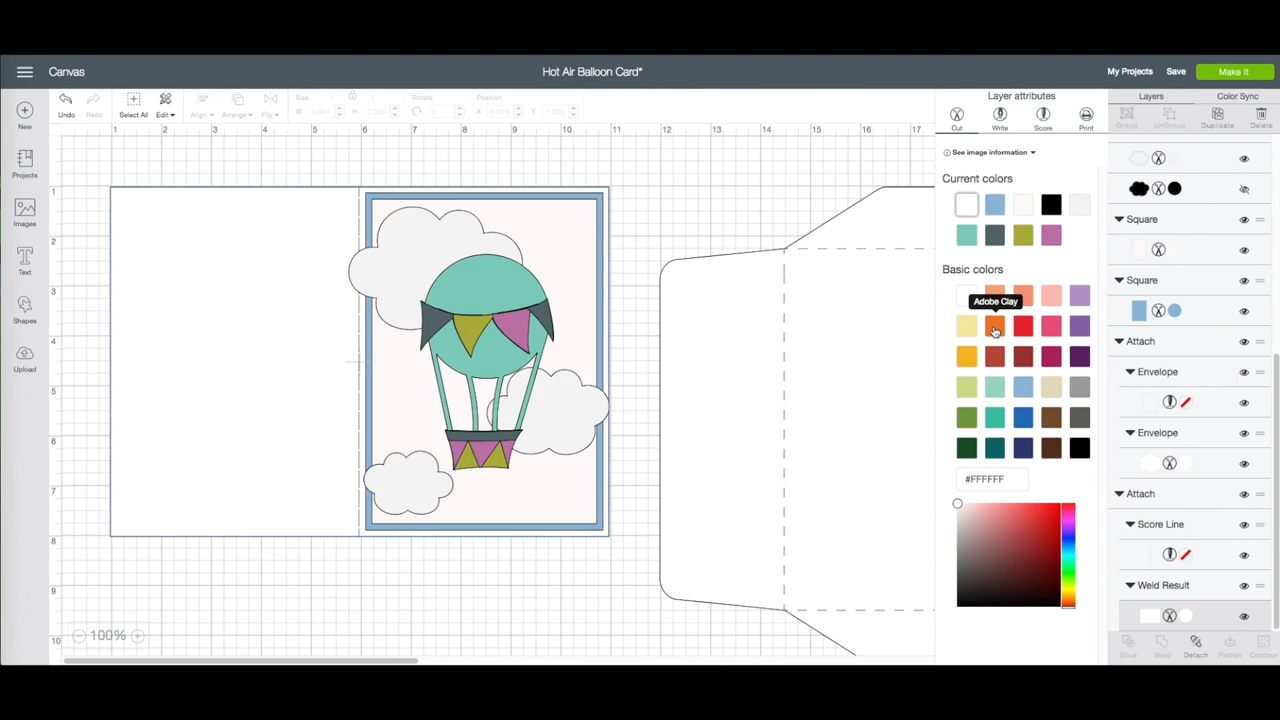 Canvas
Hot Air Balloon Card*
My Projects
Save
Make It
New
Projects
Images
Text
Shapes
Upload
Undo
Redo
Select All
Edit
Align
Arrange
Flip
Size
W
H
Rotate
Position
X
Y
1 2 3 4 5 6 7 8 9 10 11 12 13 14 15 16 17
1
2
3
4
5
6
7
8
9
10
100%
Layer attributes
Cut
Write
Score
Print
See image information
Current colors
Basic colors
Adobe Clay
#FFFFFF
Layers
Color Sync
Group
UnGroup
Duplicate
Delete
Square
Square
Attach
Envelope
Envelope
Attach
Score Line
Weld Result
Slice
Weld
Detach
Flatten
Contour